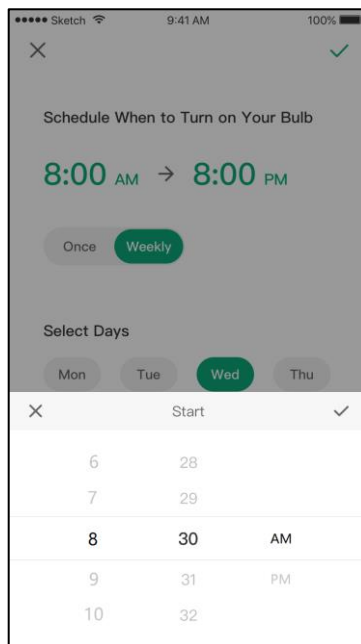 Sketch 9:41 AM 100%
Schedule When to Turn on Your Bulb
8:00 AM → 8:00 PM
Once Weekly
Select Days
Mon Tue Wed Thu
Start
6 28
7 29
8 30 AM
9 31 PM
10 32